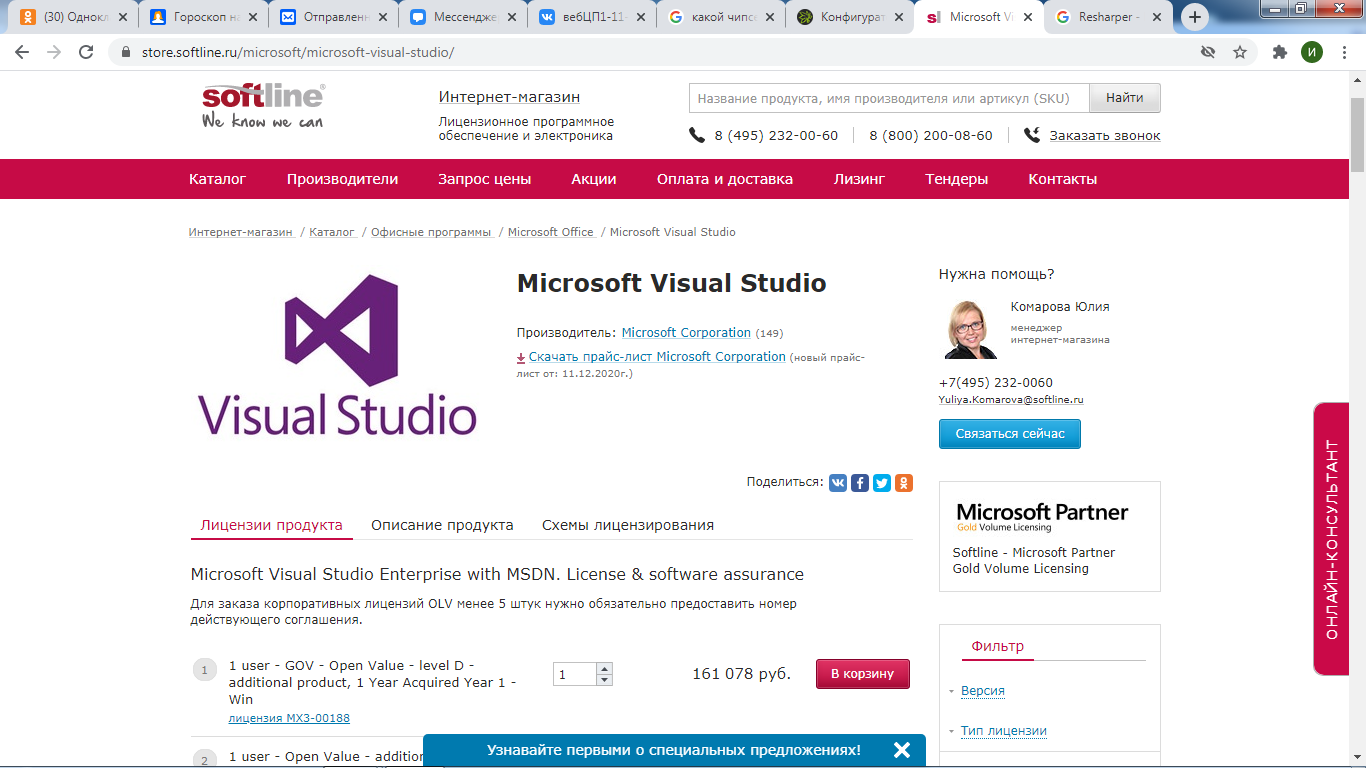 (30) Однокл
Гороскоп на
Отправленн
Мессендже
вебЦП1-11-
какой чипсе
Конфигурат
Microsoft Vi
Resharper -
store.softline.ru/microsoft/microsoft-visual-studio/
И
softline®
We know we can
Интернет-магазин
Лицензионное программное
обеспечение и электроника
Название продукта, имя производителя или артикул (SKU)
Найти
8 (495) 232-00-60
8 (800) 200-08-60
Заказать звонок
Каталог Производители Запрос цены Акции Оплата и доставка Лизинг Тендеры Контакты
Интернет-магазин / Каталог / Офисные программы / Microsoft Office / Microsoft Visual Studio
Visual Studio
Microsoft Visual Studio
Производитель: Microsoft Corporation (149)
Скачать прайс-лист Microsoft Corporation (новый прайс-
лист от: 11.12.2020г.)
Нужна помощь?
Комарова Юлия
менеджер
интернет-магазина
+7(495) 232-0060
Yuliya.Komarova@softline.ru
Связаться сейчас
Поделиться:
Лицензии продукта Описание продукта Схемы лицензирования
Microsoft Visual Studio Enterprise with MSDN. License & software assurance
Для заказа корпоративных лицензий OLV менее 5 штук нужно обязательно предоставить номер
действующего соглашения.
1
1 user - GOV - Open Value - level D -
additional product, 1 Year Acquired Year 1 -
Win
лицензия MX3-00188
1
161 078 руб.
В корзину
2
1 user - Open Value - addition
Microsoft Partner
Gold Volume Licensing
Softline - Microsoft Partner
Gold Volume Licensing
Фильтр
Версия
Тип лицензии
ОНЛАЙН-КОНСУЛЬТАНТ
Узнавайте первыми о специальных предложениях!